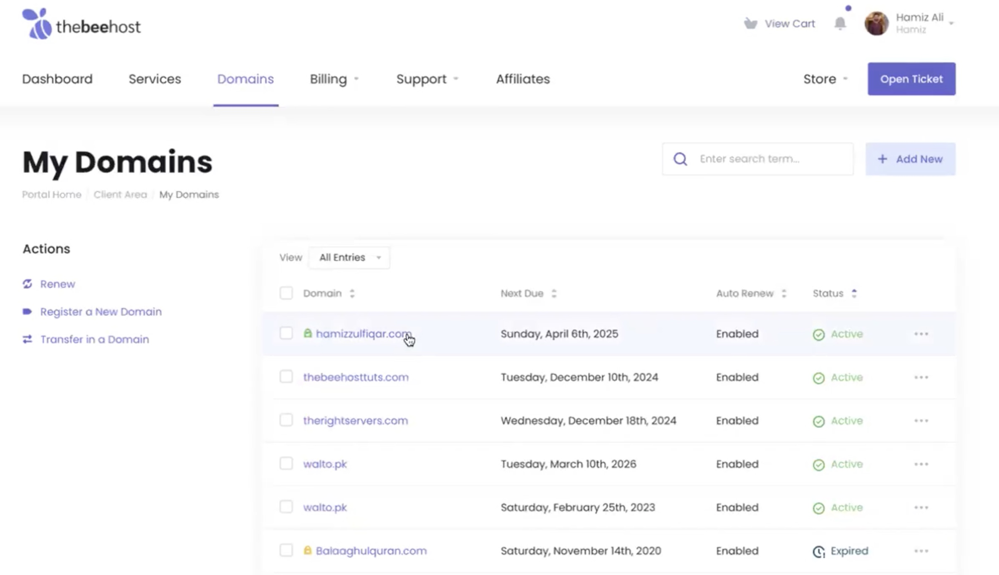 thebeehost
View Cart
Hamiz Ali
Hamiz
Dashboard Services Domains Billing Support Affiliates Store Open Ticket
My Domains
Enter search term...
+ Add New
Portal Home / Client Area / My Domains
Actions
Renew
Register a New Domain
Transfer in a Domain
View All Entries
Domain Next Due Auto Renew Status
hamizzulfiqar.com Sunday, April 6th, 2025 Enabled Active
thebeehosttuts.com Tuesday, December 10th, 2024 Enabled Active
therightservers.com Wednesday, December 18th, 2024 Enabled Active
walto.pk Tuesday, March 10th, 2026 Enabled Active
walto.pk Saturday, February 25th, 2023 Enabled Active
Balaaghulquran.com Saturday, November 14th, 2020 Enabled Expired